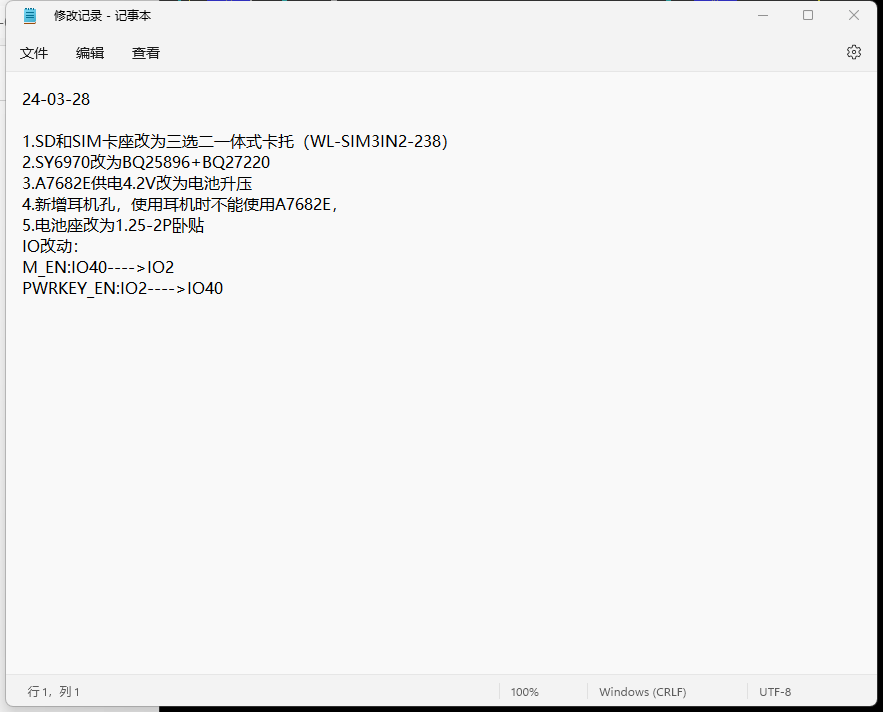 修改记录 - 记事本
文件 编辑 查看
24-03-28
1.SD和SIM卡座改为三选二一体式卡托（WL-SIM3IN2-238）
2.SY6970改为BQ25896+BQ27220
3.A7682E供电4.2V改为电池升压
4.新增耳机孔，使用耳机时不能使用A7682E，
5.电池座改为1.25-2P卧贴
IO改动：
M_EN:IO40---->IO2
PWRKEY_EN:IO2---->IO40
行 1，列 1 100% Windows (CRLF) UTF-8